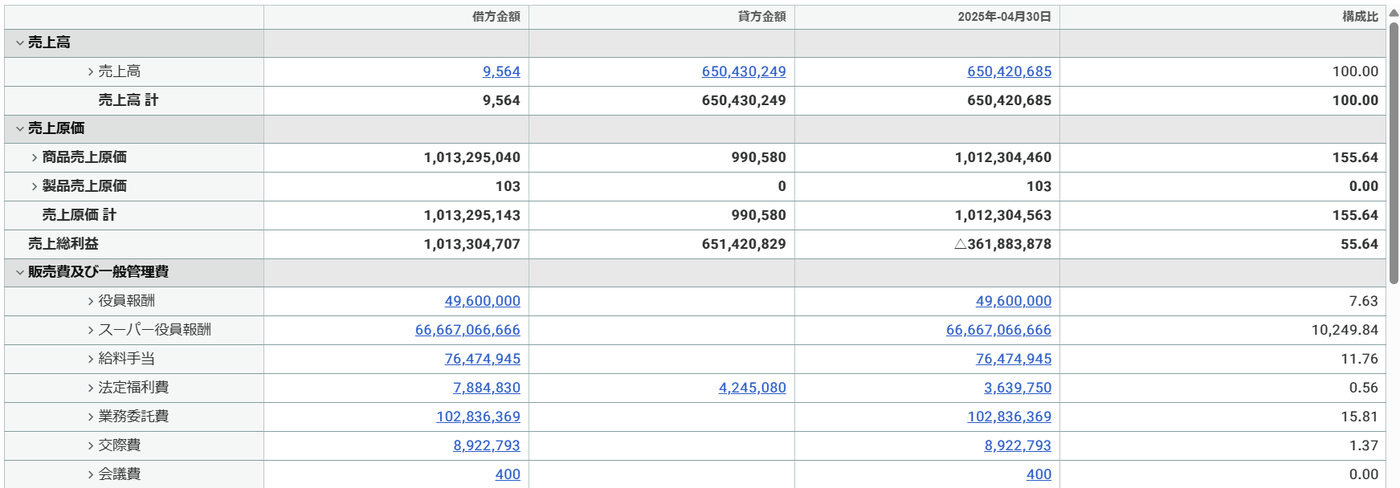 借方金額 貸方金額 2025年-04月30日 構成比
売上高
売上高 9,564 650,430,249 650,420,685 100.00
売上高 計 9,564 650,430,249 650,420,685 100.00
売上原価
商品売上原価 1,013,295,040 990,580 1,012,304,460 155.64
製品売上原価 103 0 103 0.00
売上原価 計 1,013,295,143 990,580 1,012,304,563 155.64
売上総利益 1,013,304,707 651,420,829 △361,883,878 55.64
販売費及び一般管理費
役員報酬 49,600,000 49,600,000 7.63
スーパー役員報酬 66,667,066,666 66,667,066,666 10,249.84
給料手当 76,474,945 76,474,945 11.76
法定福利費 7,884,830 4,245,080 3,639,750 0.56
業務委託費 102,836,369 102,836,369 15.81
交際費 8,922,793 8,922,793 1.37
会議費 400 400 0.00